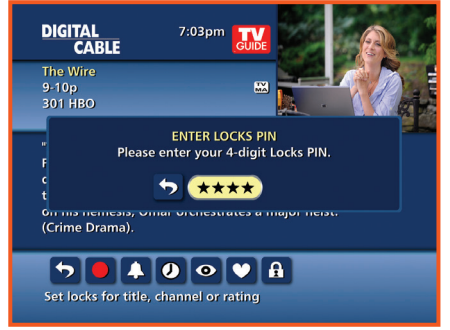 DIGITAL
CABLE
7:03pm
TV
GUIDE
The Wire
9-10p
TV
MA
301 HBO
ENTER LOCKS PIN
Please enter your 4-digit Locks PIN.
★★★★
on his nemesis, Omar orchestrates a major heist.
(Crime Drama).
Set locks for title, channel or rating